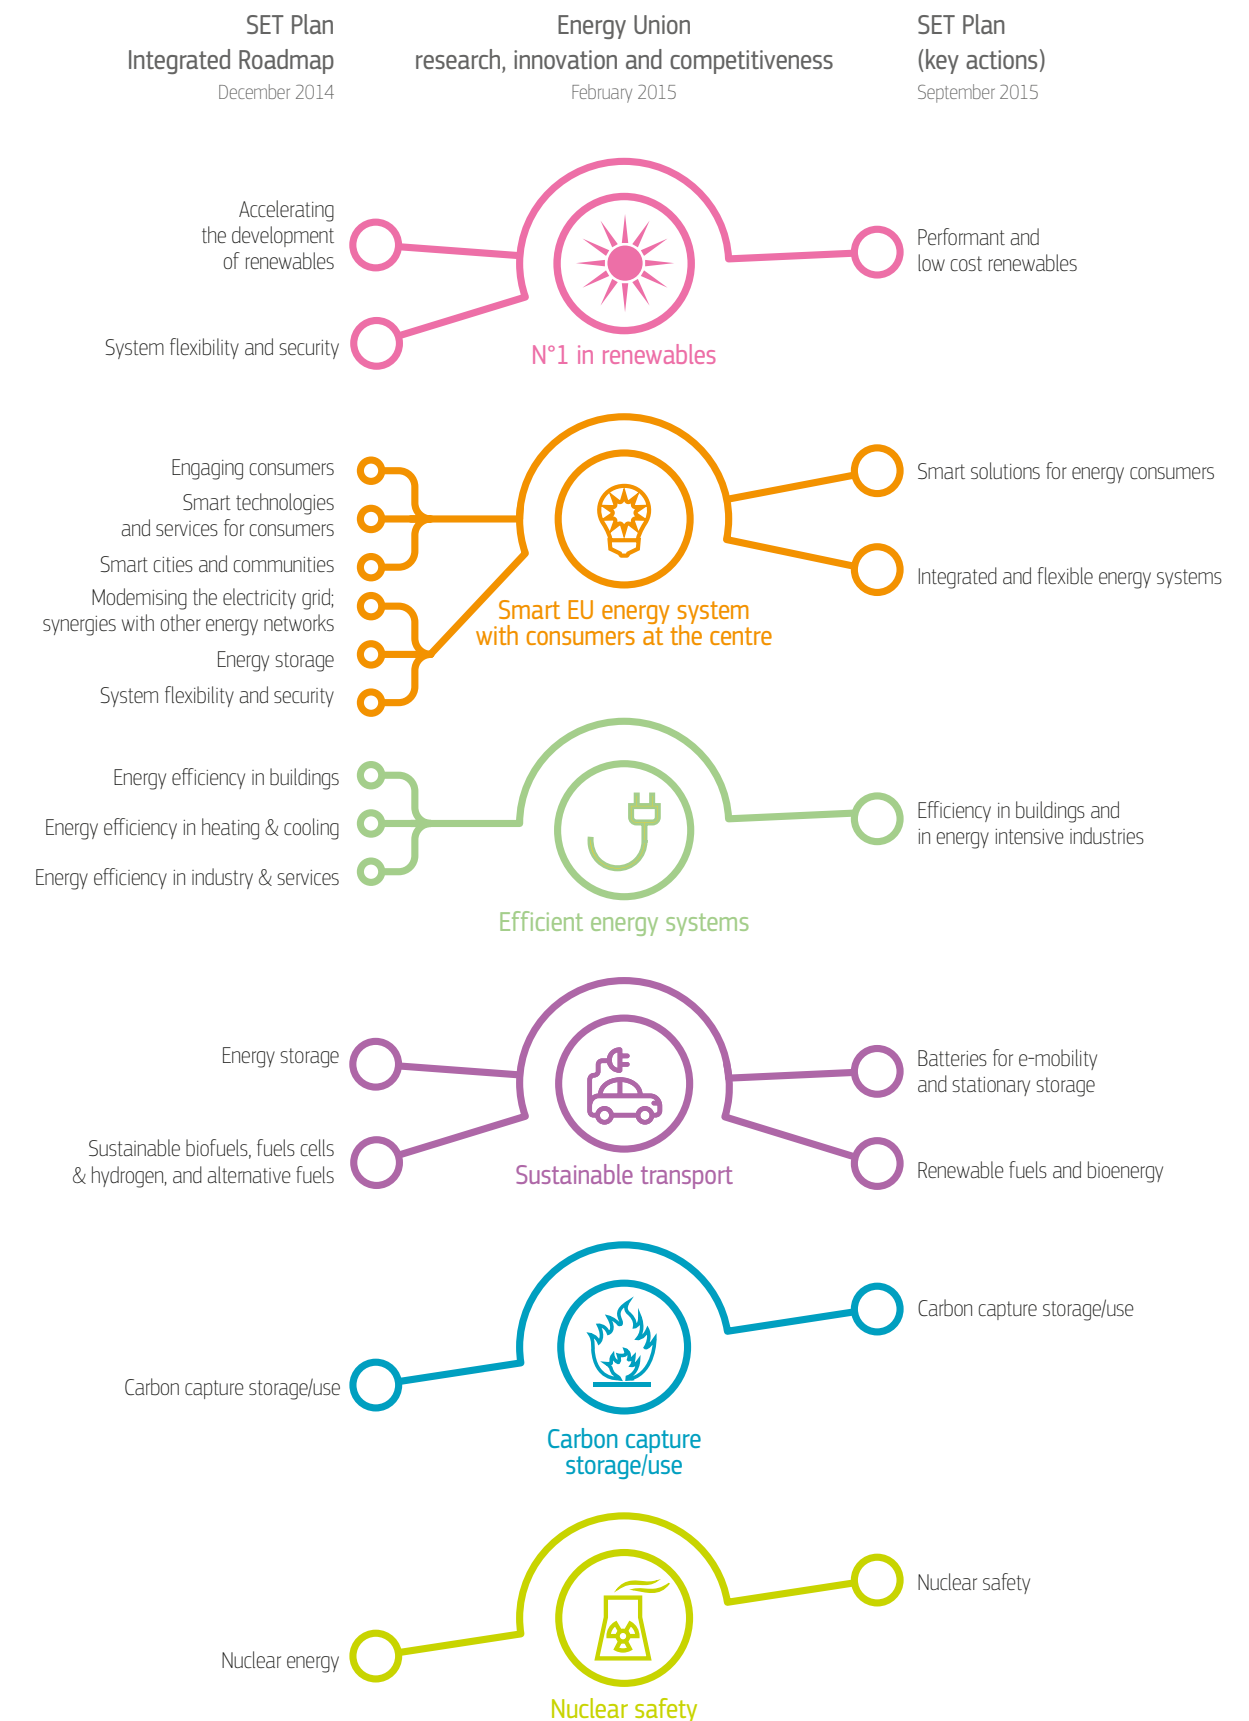 SET Plan
Integrated Roadmap
December 2014
Energy Union
research, innovation and competitiveness
February 2015
SET Plan
(key actions)
September 2015
Accelerating
the development
of renewables
System flexibility and security
N°1 in renewables
Performant and
low cost renewables
Engaging consumers
Smart technologies
and services for consumers
Smart cities and communities
Modemising the electricity grid;
synergies with other energy networks
Energy storage
System flexibility and security
Smart EU energy system
with consumers at the centre
Smart solutions for energy consumers
Integrated and flexible energy systems
Energy efficiency in buildings
Energy efficiency in heating & cooling
Energy efficiency in industry & services
Efficient energy systems
Efficiency in buildings and
in energy intensive industries
Energy storage
Sustainable biofuels, fuels cells
& hydrogen, and alternative fuels
Sustainable transport
Batteries for e-mobility
and stationary storage
Renewable fuels and bioenergy
Carbon capture storage/use
Carbon capture
storage/use
Carbon capture storage/use
Nuclear energy
Nuclear safety
Nuclear safety